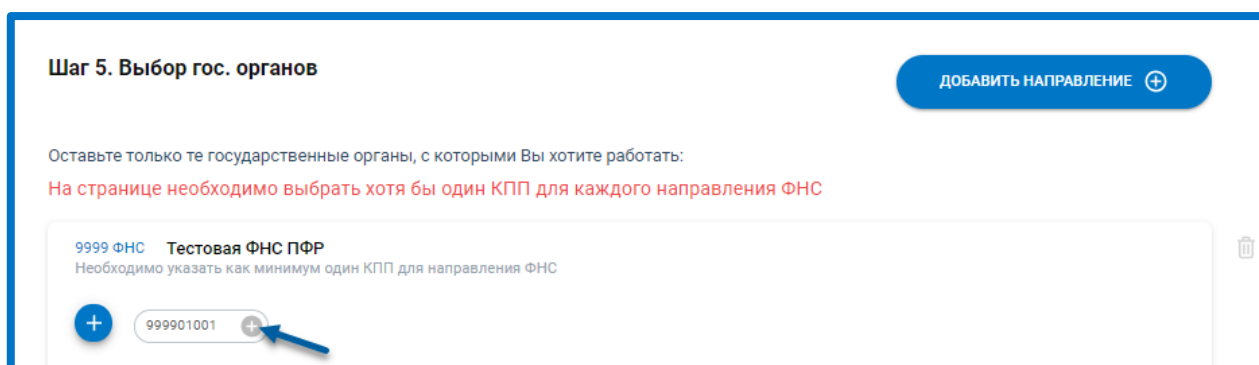 Шаг 5. Выбор гос. органов
ДОБАВИТЬ НАПРАВЛЕНИЕ
Оставьте только те государственные органы, с которыми Вы хотите работать:
На странице необходимо выбрать хотя бы один КПП для каждого направления ФНС
9999 ФНС Тестовая ФНС ПФР
Необходимо указать как минимум один КПП для направления ФНС
999901001